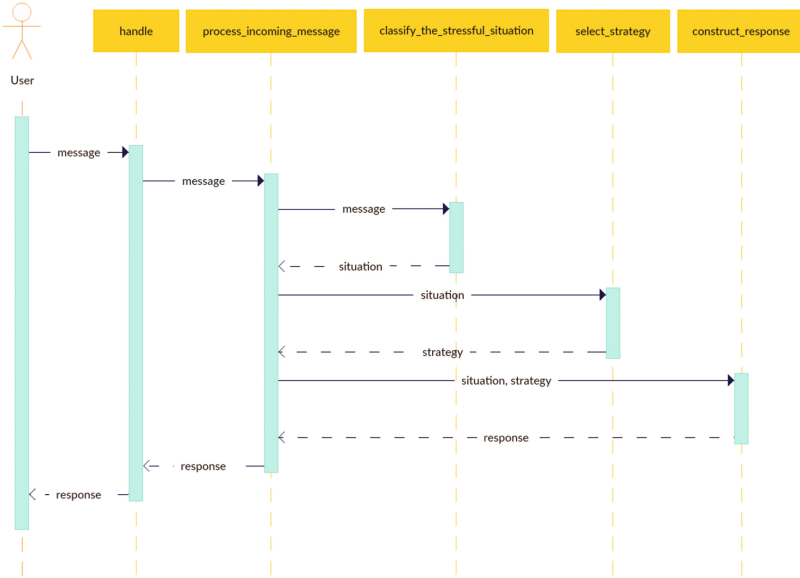 handle
process_incoming_message
classify_the_stressful_situation
select_strategy
construct_response
User
message
message
message
situation
situation
strategy
situation, strategy
response
response
response